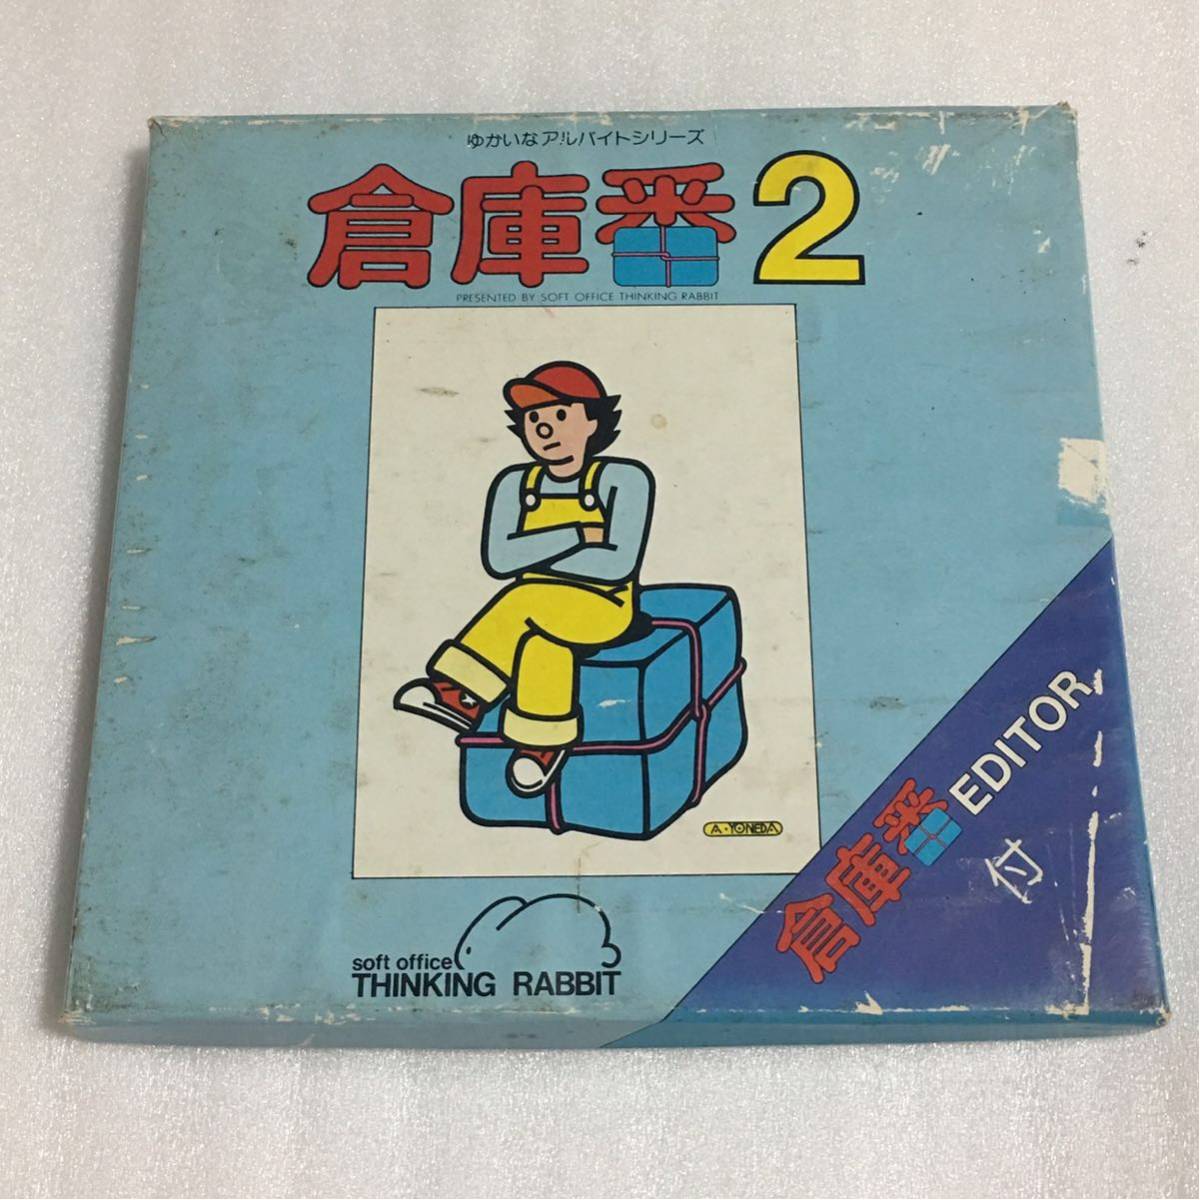 ゆかいなアルバイトシリーズ
倉庫番2
PRESENTED BY SOFT OFFICE THINKING RABBIT
A・YONEDA
倉庫番EDITOR
付
soft office
THINKING RABBIT